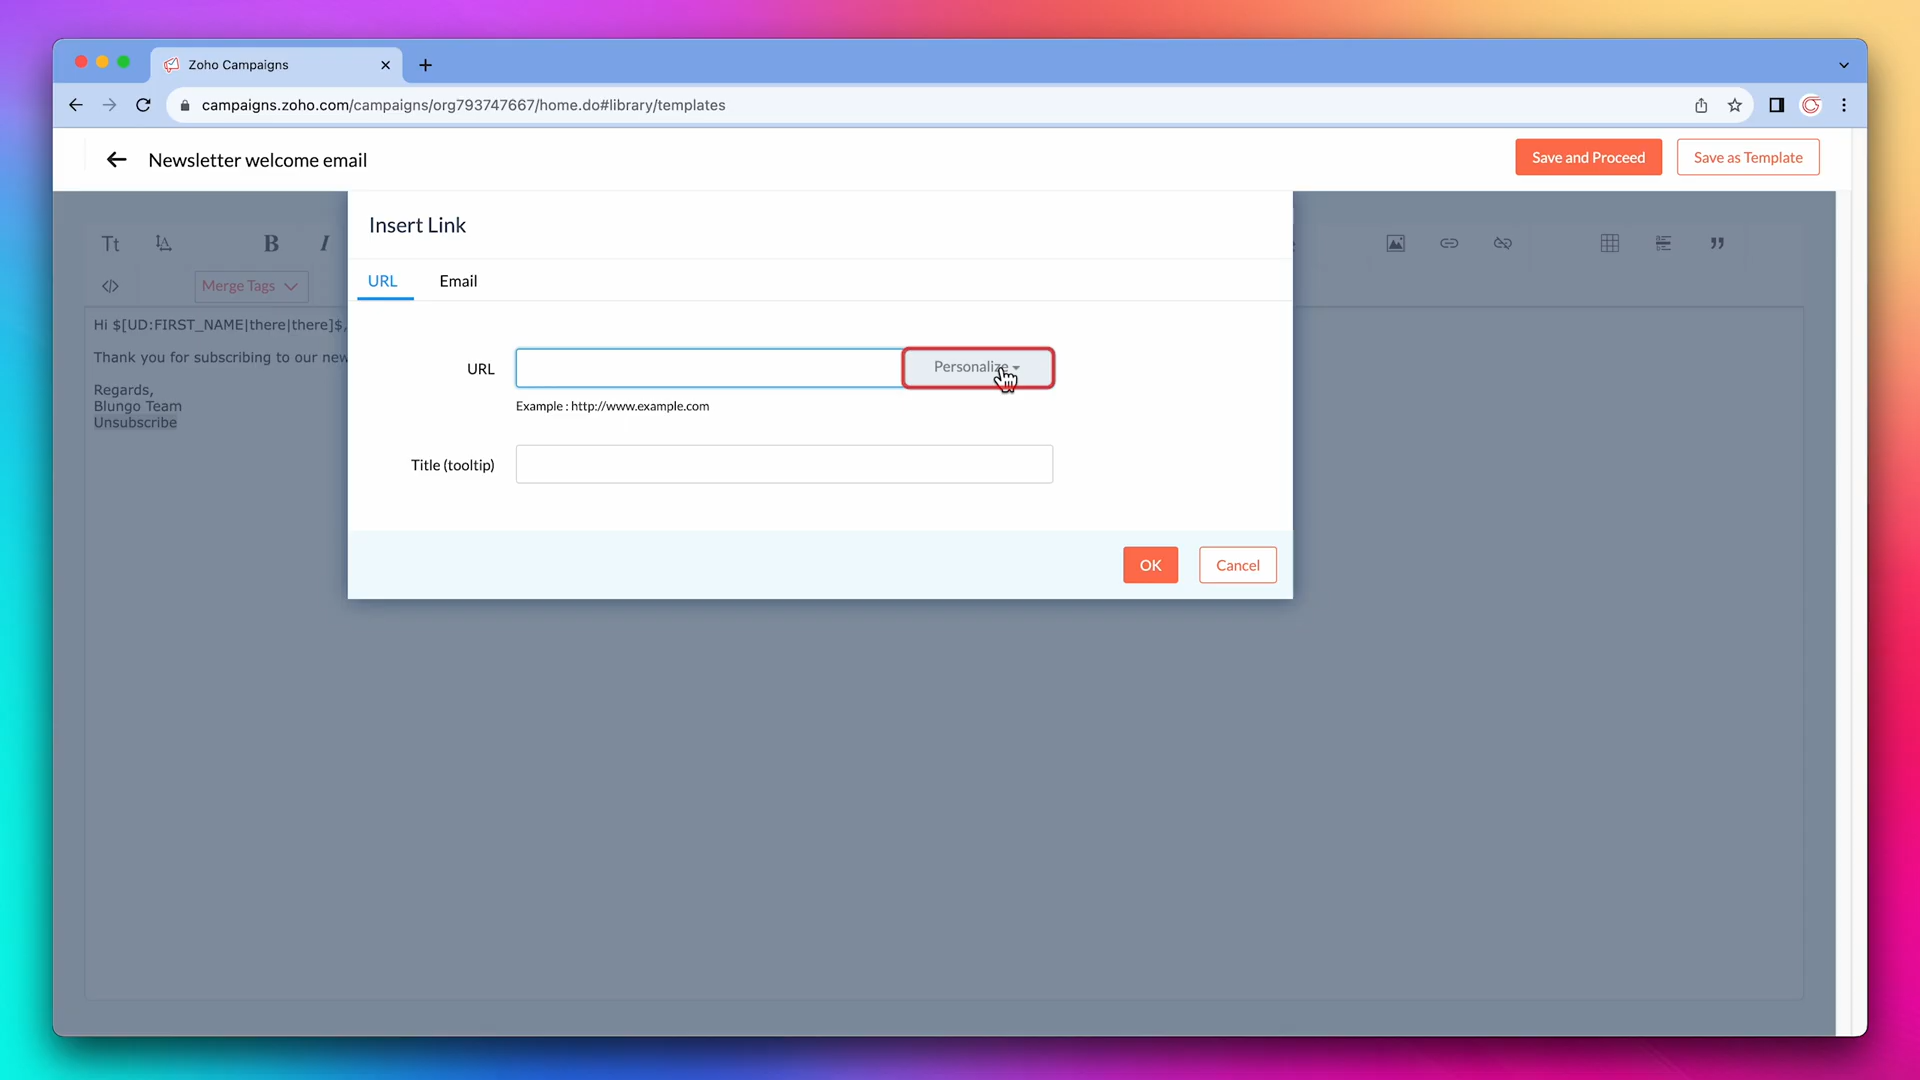 Zoho Campaigns
campaigns.zoho.com/campaigns/org793747667/home.do#library/templates
Newsletter welcome email
Save and Proceed
Save as Template
Insert Link
Tt
B
I
URL
Email
</>
Merge Tags
Hi $[UD:FIRST_NAME|there|there]$,
Thank you for subscribing to our new
Regards,
Blungo Team
Unsubscribe
URL
Personalize
Example : http://www.example.com
Title (tooltip)
OK
Cancel